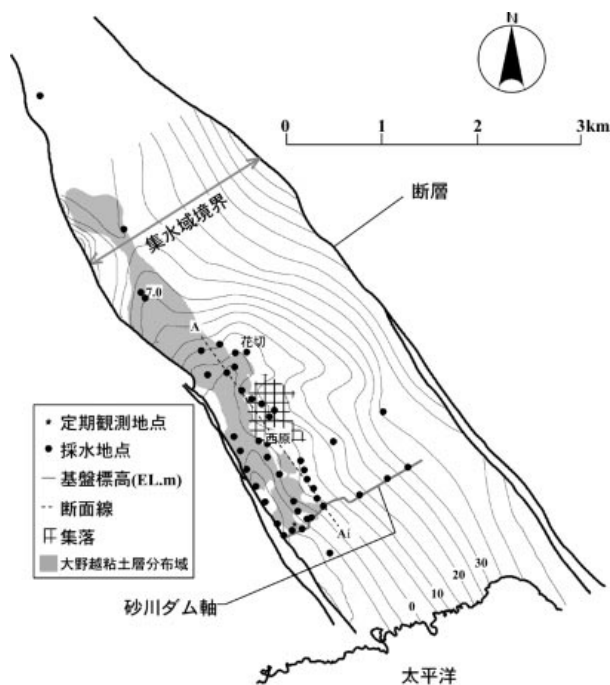 N
0 1 2 3km
断層
集水域境界
7.0
A
花切
西原
定期観測地点
採水地点
基盤標高(EL.m)
断面線
集落
大野越粘土層分布域
Ai
砂川ダム軸
0 10 20 30
太平洋